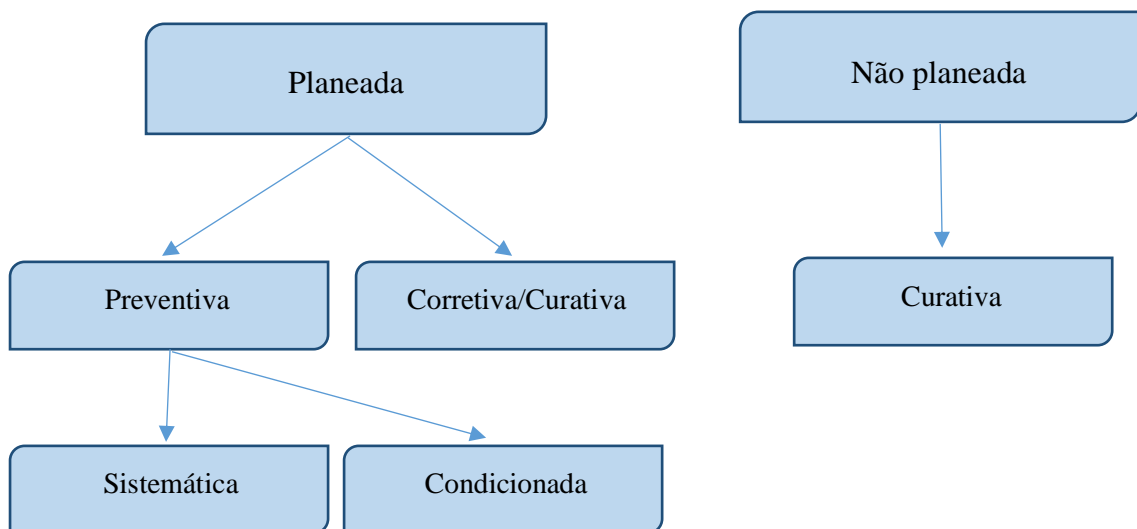 Planeada
Não planeada
Preventiva
Corretiva/Curativa
Curativa
Sistemática
Condicionada